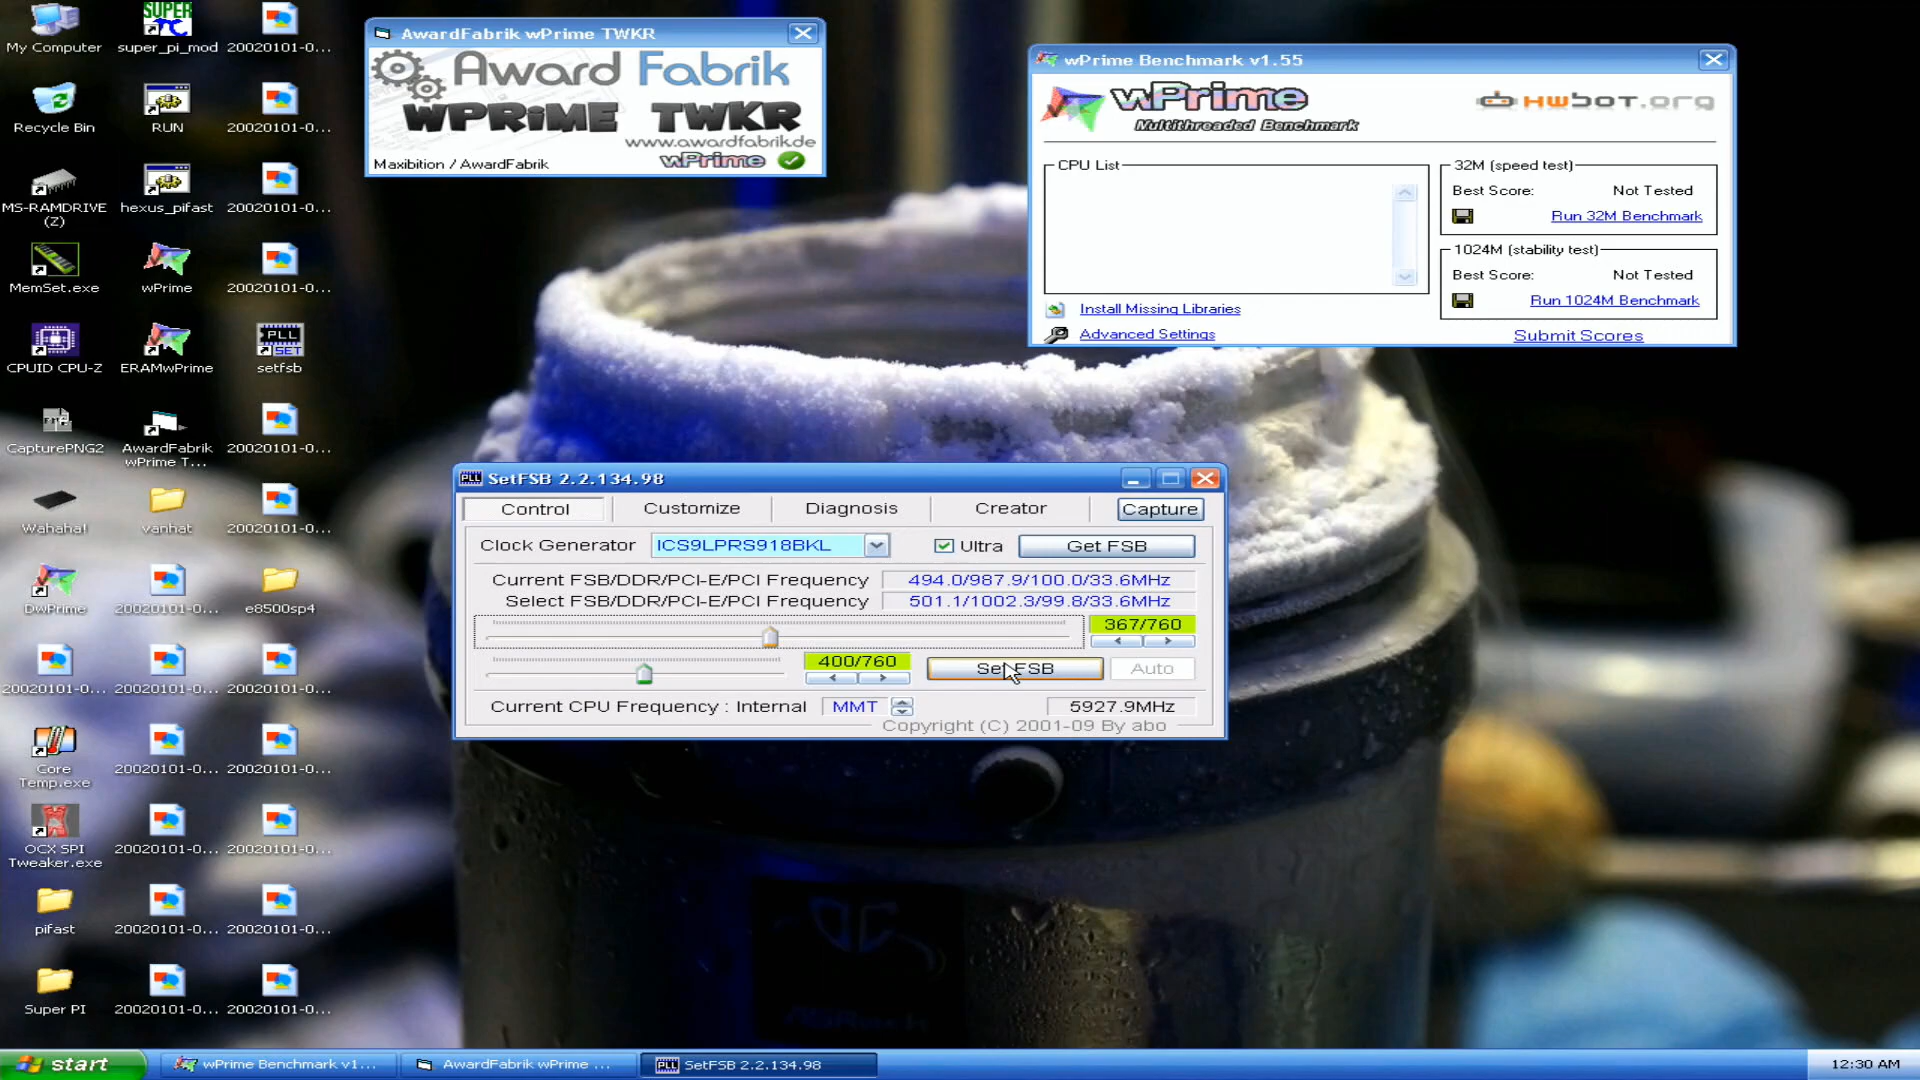 My Computer
super_pi_mod
20020101-0...
Recycle Bin
RUN
20020101-0...
MS-RAMDRIVE
(Z)
hexus_pifast
20020101-0...
MemSet.exe
wPrime
20020101-0...
CPUID CPU-Z
ERAMwPrime
PLL
SET
setfsb
CapturePNG2
AwardFabrik
wPrime T...
20020101-0...
Wahaha!
vanhat
20020101-0...
DwPrime
20020101-0...
e8500sp4
20020101-0...
20020101-0...
20020101-0...
Core
Temp.exe
20020101-0...
20020101-0...
OCX SPI
Tweaker.exe
20020101-0...
20020101-0...
pifast
20020101-0...
20020101-0...
Super PI
20020101-0...
20020101-0...
AwardFabrik wPrime TWKR
Award Fabrik
WPRiME TWKR
www.awardfabrik.de
wPrime
Maxibition / AwardFabrik
wPrime Benchmark v1.55
wPrime
Multithreaded Benchmark
HWBOT.org
CPU List
32M (speed test)
Best Score: Not Tested
Run 32M Benchmark
1024M (stability test)
Best Score: Not Tested
Run 1024M Benchmark
Install Missing Libraries
Advanced Settings
Submit Scores
PLL SetFSB 2.2.134.98
Control Customize Diagnosis Creator Capture
Clock Generator ICS9LPRS918BKL Ultra Get FSB
Current FSB/DDR/PCI-E/PCI Frequency 494.0/987.9/100.0/33.6MHz
Select FSB/DDR/PCI-E/PCI Frequency 501.1/1002.3/99.8/33.6MHz
367/760
400/760 SetFSB Auto
Current CPU Frequency : Internal MMT 5927.9MHz
Copyright (C) 2001-09 By abo
start
wPrime Benchmark v1...
AwardFabrik wPrime ...
PLL SetFSB 2.2.134.98
12:30 AM